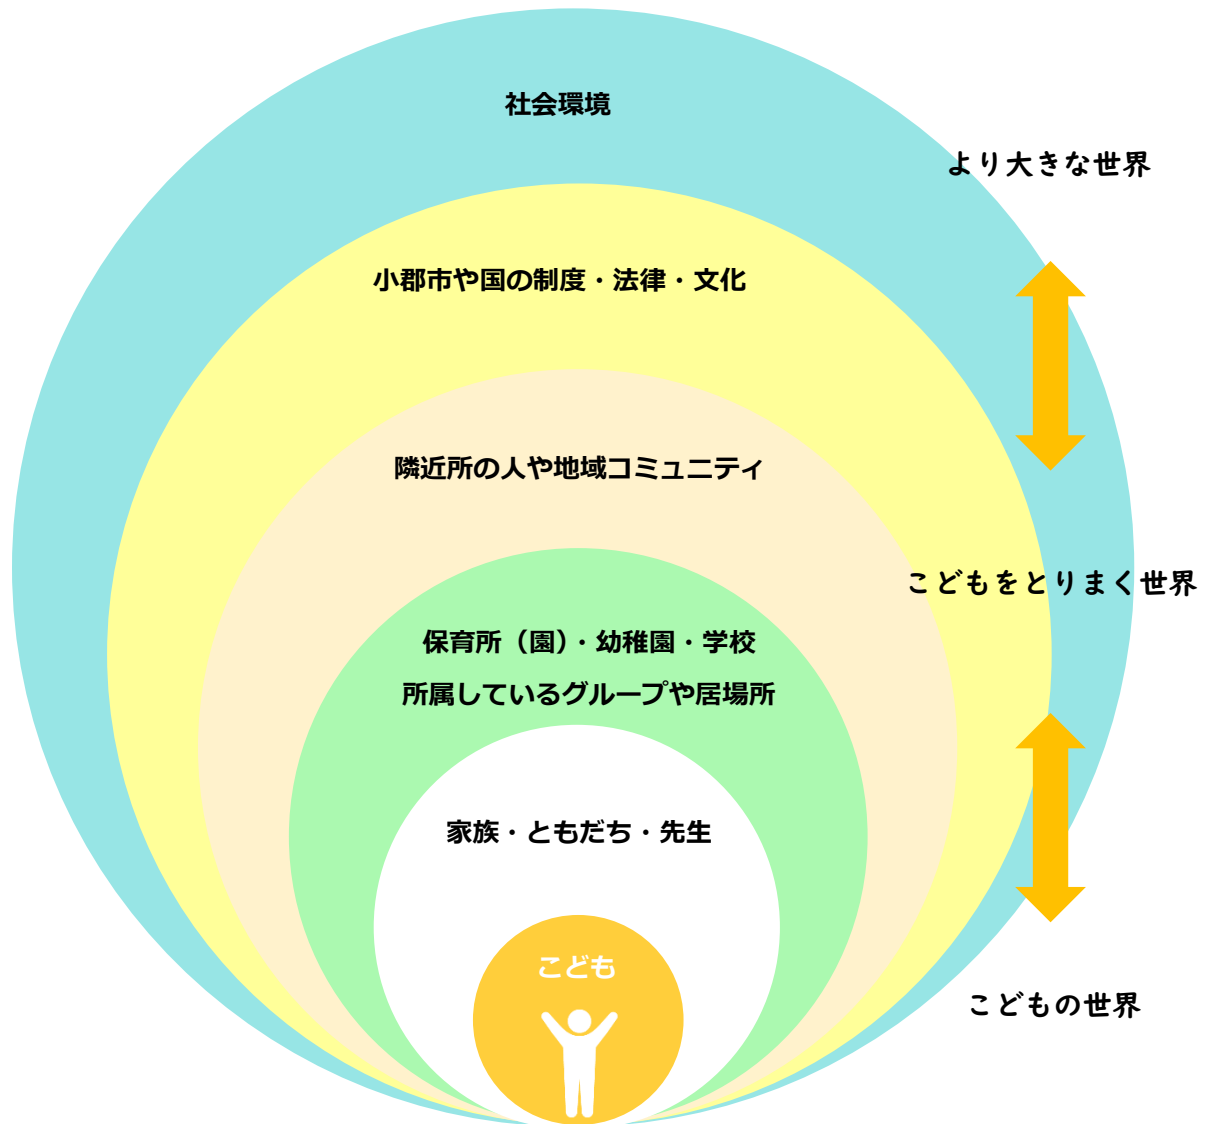 社会環境
より大きな世界
小郡市や国の制度・法律・文化
隣近所の人や地域コミュニティ
こどもをとりまく世界
保育所（園）・幼稚園・学校
所属しているグループや居場所
家族・ともだち・先生
こども
こどもの世界